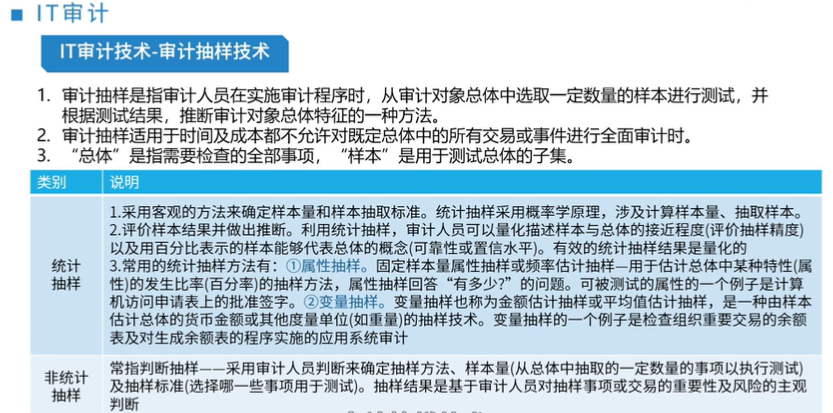 IT审计
IT审计技术-审计抽样技术
1. 审计抽样是指审计人员在实施审计程序时，从审计对象总体中选取一定数量的样本进行测试，并
根据测试结果，推断审计对象总体特征的一种方法。
2. 审计抽样适用于时间及成本都不允许对既定总体中的所有交易或事件进行全面审计时。
3. “总体”是指需要检查的全部事项，“样本”是用于测试总体的子集。
类别 说明
统计
抽样
1.采用客观的方法来确定样本量和样本抽取标准。统计抽样采用概率学原理，涉及计算样本量、抽取样本。
2.评价样本结果并做出推断。利用统计抽样，审计人员可以量化描述样本与总体的接近程度(评价抽样精度)
以及用百分比表示的样本能够代表总体的概念(可靠性或置信水平)。有效的统计抽样结果是量化的
3.常用的统计抽样方法有：①属性抽样。固定样本量属性抽样或频率估计抽样—用于估计总体中某种特性(属
性)的发生比率(百分率)的抽样方法，属性抽样回答“有多少?”的问题。可被测试的属性的一个例子是计算
机访问申请表上的批准签字。②变量抽样。变量抽样也称为金额估计抽样或平均值估计抽样，是一种由样本
估计总体的货币金额或其他度量单位(如重量)的抽样技术。变量抽样的一个例子是检查组织重要交易的余额
表及对生成余额表的程序实施的应用系统审计
非统计
抽样
常指判断抽样——采用审计人员判断来确定抽样方法、样本量(从总体中抽取的一定数量的事项以执行测试)
及抽样标准(选择哪一些事项用于测试)。抽样结果是基于审计人员对抽样事项或交易的重要性及风险的主观
判断